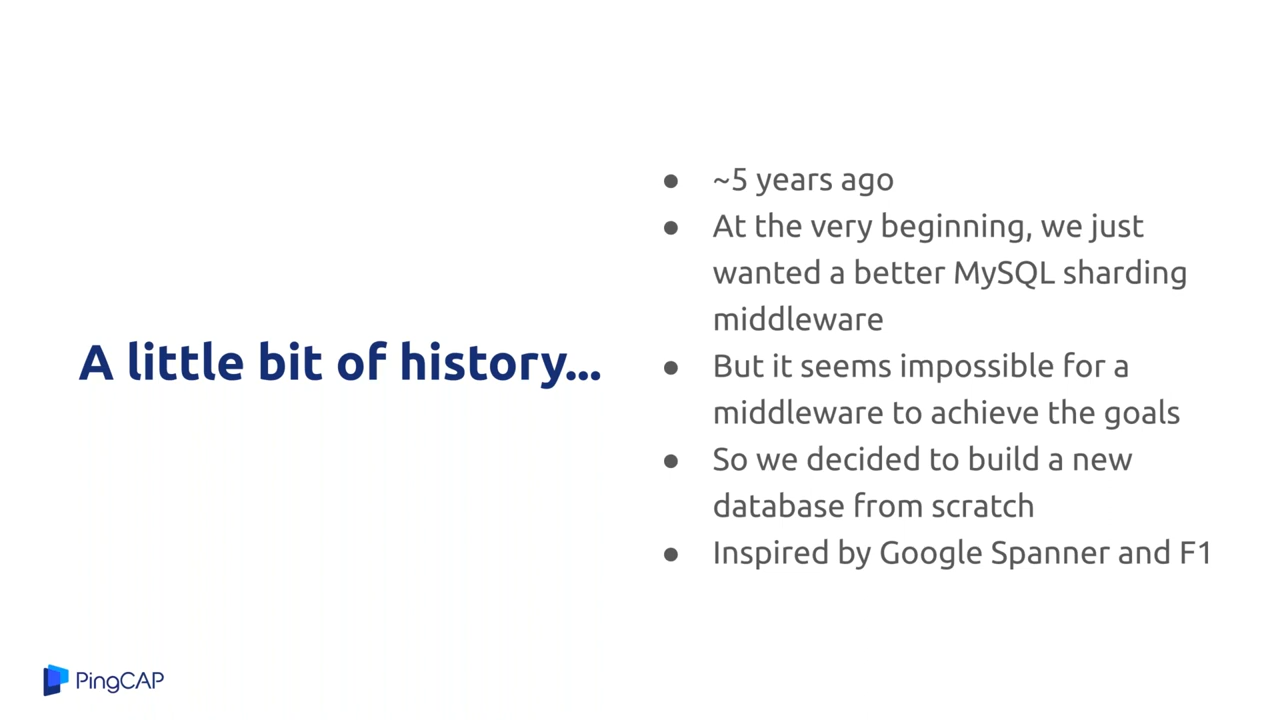 A little bit of history...
● ~5 years ago
● At the very beginning, we just
wanted a better MySQL sharding
middleware
● But it seems impossible for a
middleware to achieve the goals
● So we decided to build a new
database from scratch
● Inspired by Google Spanner and F1
PingCAP